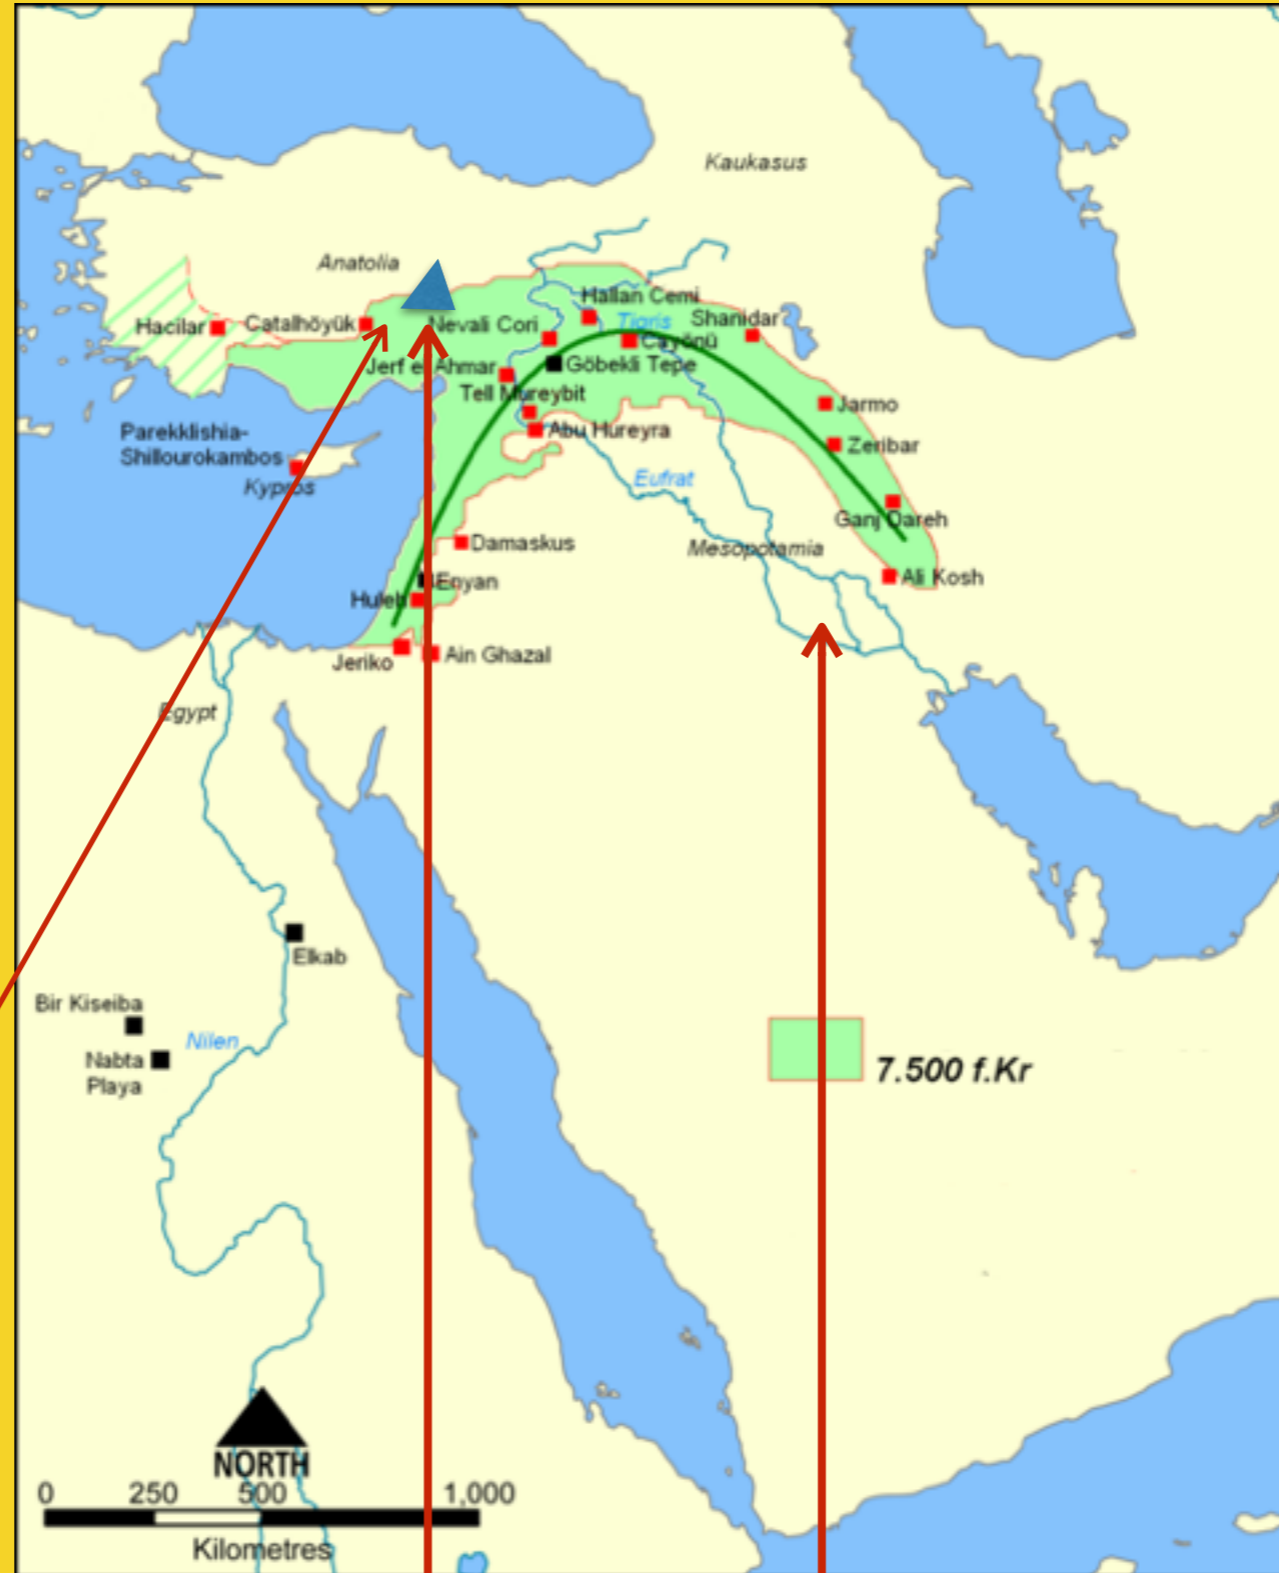 Kaukasus
Anatolia
Hallan Cemi
Hacilar
Catalhöyük
Nevali Cori
Tigris
Shanidar
Cayönü
Jerf el Ahmar
Göbekli Tepe
Tell Mureybit
Jarmo
Abu Hureyra
Parekklishia-
Shillourokambos
Zeribar
Kypros
Eufrat
Ganj Dareh
Damaskus
Mesopotamia
Enyan
Ali Kosh
Huleh
Jeriko
Ain Ghazal
Egypt
Elkab
Bir Kiseiba
Nilen
Nabta
Playa
7.500 f.Kr
NORTH
0 250 500 1,000
Kilometres